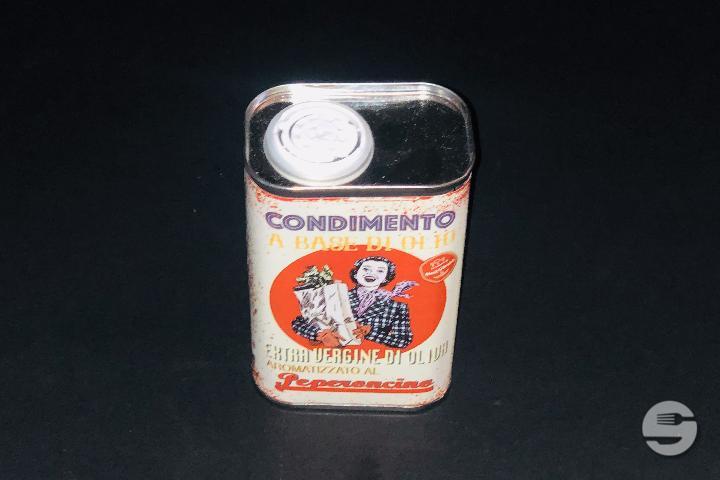 CONDIMENTO
A BASE DI OLIO
EXTRA VERGINE DI OLIVA
AROMATIZZATO AL
Peperoncino